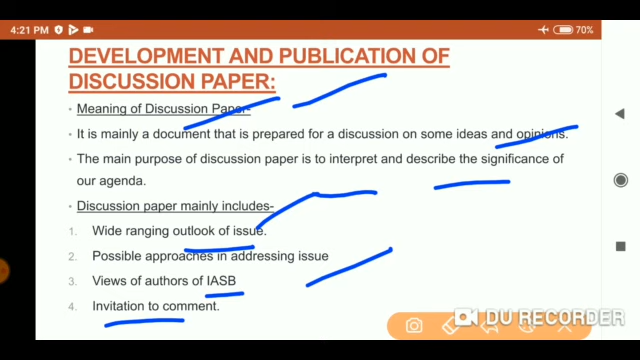 4:21 PM
70%
DEVELOPMENT AND PUBLICATION OF
DISCUSSION PAPER:
• Meaning of Discussion Paper-
• It is mainly a document that is prepared for a discussion on some ideas and opinions.
• The main purpose of discussion paper is to interpret and describe the significance of
our agenda.
• Discussion paper mainly includes-
1. Wide ranging outlook of issue.
2. Possible approaches in addressing issue
3. Views of authors of IASB
4. Invitation to comment.
DU RECORDER